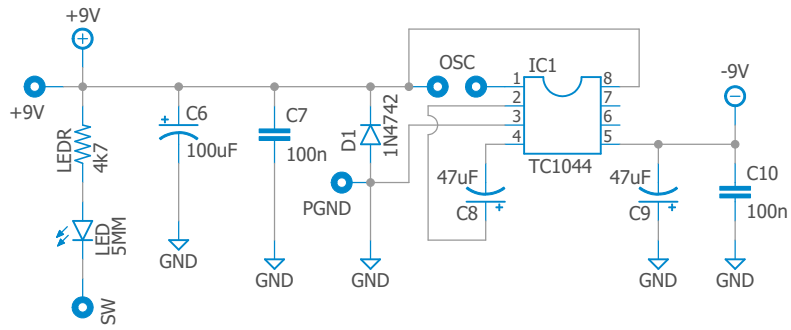 +9V
+9V
OSC
IC1
1
2
3
4
8
7
6
5
TC1044
-9V
LEDR
4k7
C6
100uF
C7
100n
D1
1N4742
PGND
47uF
C8
47uF
C9
C10
100n
LED
5MM
GND
GND
GND
GND
GND
SW